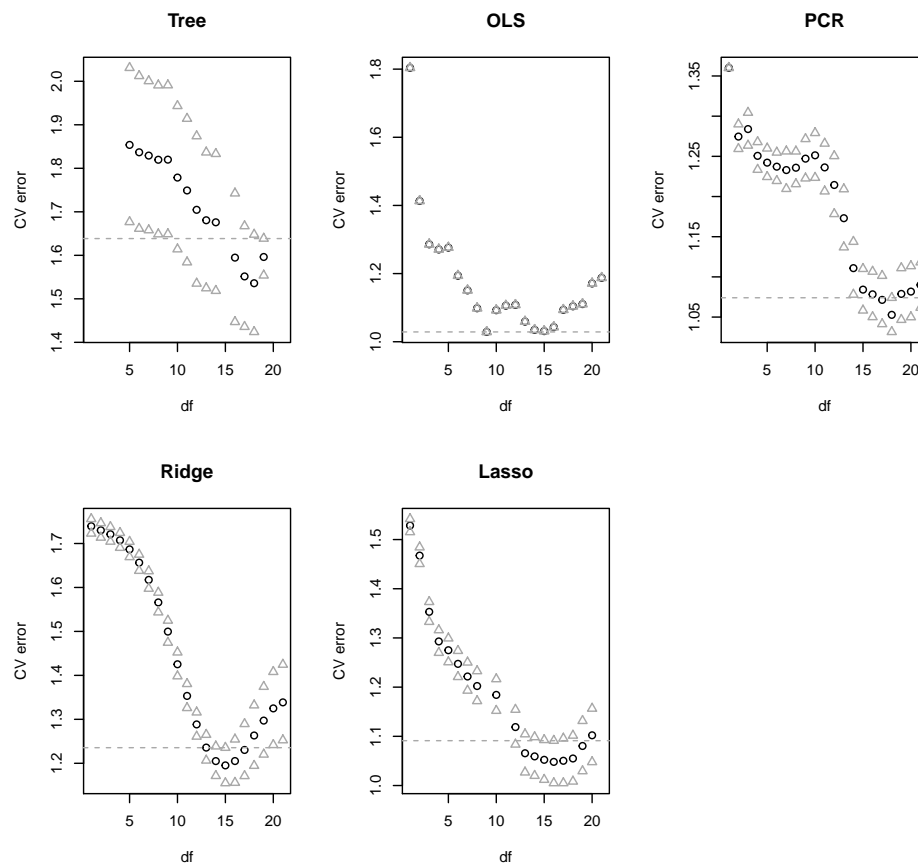 Tree
CV error
1.4 1.5 1.6 1.7 1.8 1.9 2.0
5 10 15 20
df
OLS
CV error
1.0 1.2 1.4 1.6 1.8
5 10 15 20
df
PCR
CV error
1.05 1.15 1.25 1.35
5 10 15 20
df
Ridge
CV error
1.2 1.3 1.4 1.5 1.6 1.7
5 10 15 20
df
Lasso
CV error
1.0 1.1 1.2 1.3 1.4 1.5
5 10 15 20
df